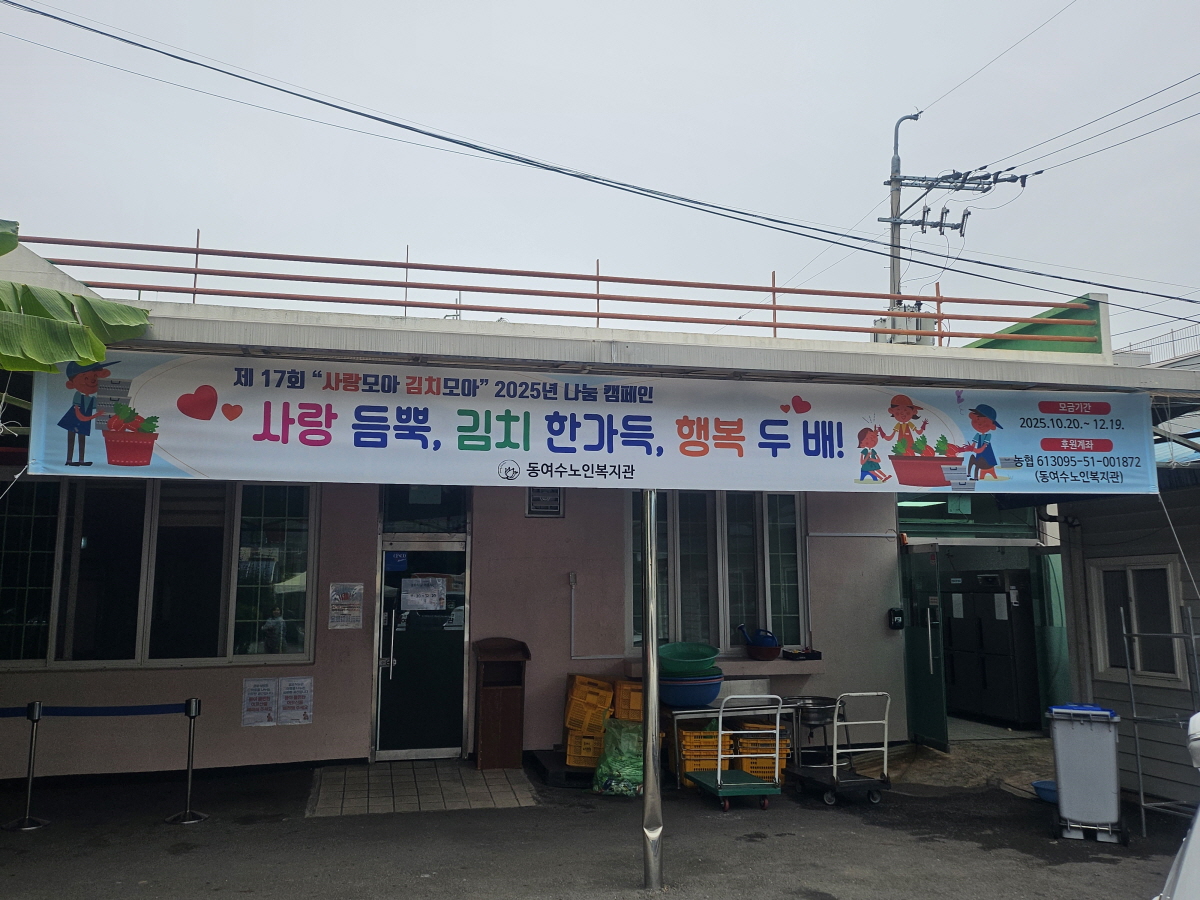 제 17회 “사랑모아 김치모아” 2025년 나눔 캠페인
사랑 듬뿍, 김치 한가득, 행복 두 배!
동여수노인복지관
모금기간
2025.10.20.~ 12.19.
후원계좌
농협 613095-51-001872
(동여수노인복지관)